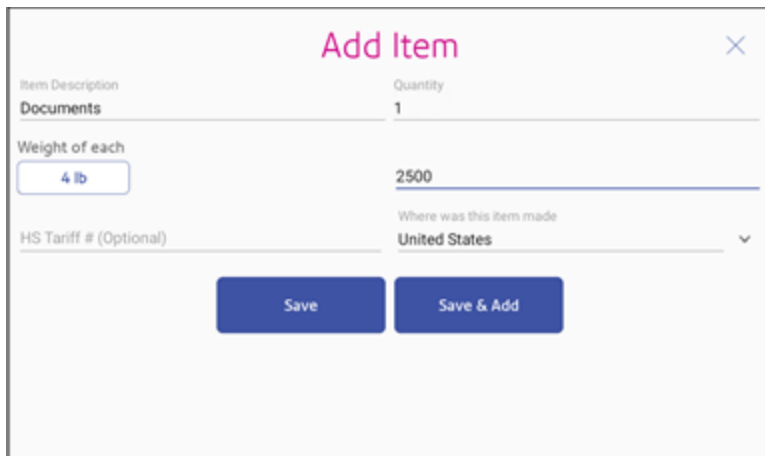 Add Item
Item Description
Quantity
Documents
1
Weight of each
4 lb
2500
Where was this item made
HS Tariff # (Optional)
United States
Save
Save & Add